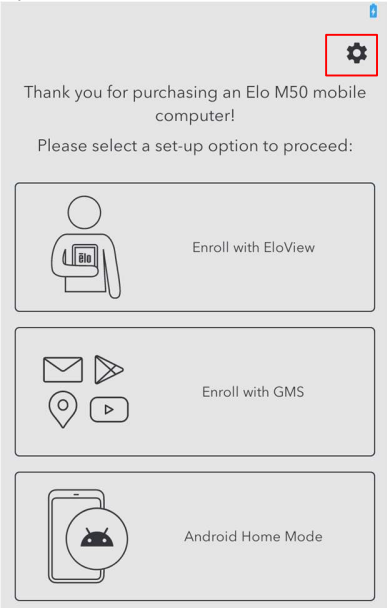 Thank you for purchasing an Elo M50 mobile
computer!
Please select a set-up option to proceed:
ēlo
Enroll with EloView
Enroll with GMS
Android Home Mode